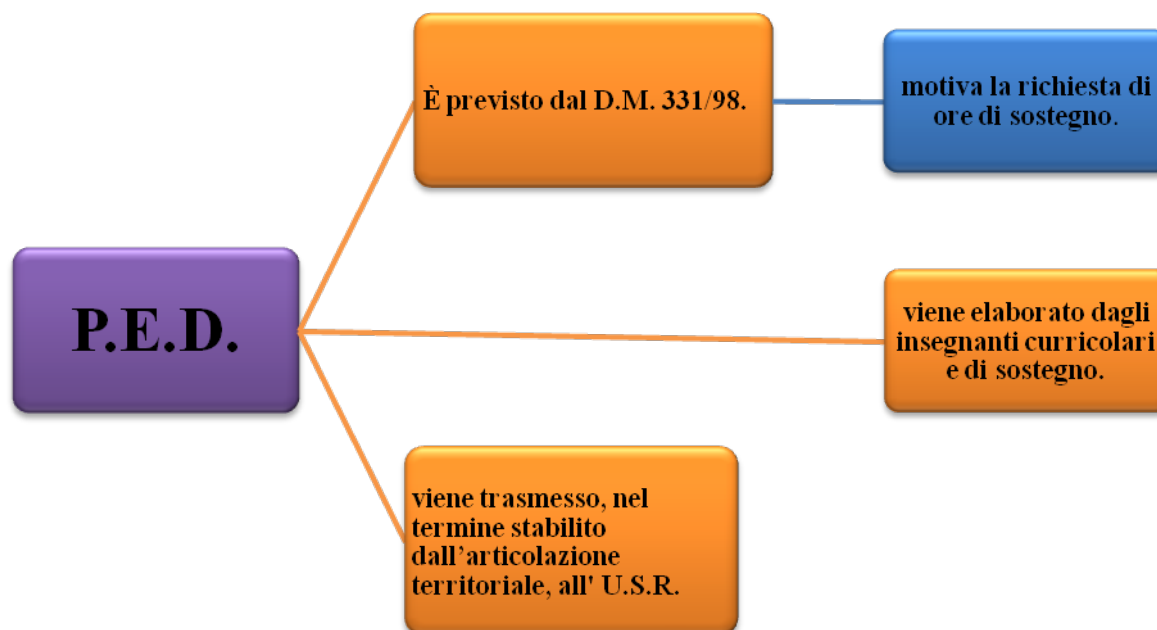 È previsto dal D.M. 331/98.
motiva la richiesta di
ore di sostegno.
P.E.D.
viene elaborato dagli
insegnanti curricolari
e di sostegno.
viene trasmesso, nel
termine stabilito
dall’articolazione
territoriale, all' U.S.R.